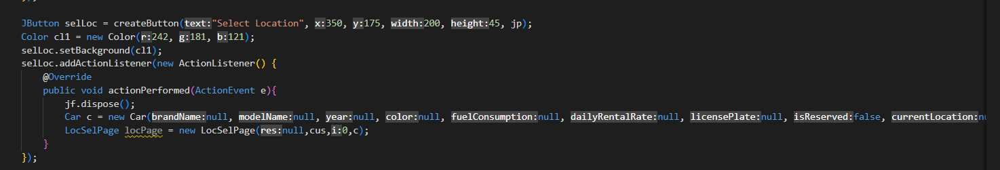 JButton selLoc = createButton(text:"Select Location", x:350, y:175, width:200, height:45, jp);
Color cl1 = new Color(r:242, g:181, b:121);
selLoc.setBackground(cl1);
selLoc.addActionListener(new ActionListener() {
@Override
public void actionPerformed(ActionEvent e){
jf.dispose();
Car c = new Car(brandName:null, modelName:null, year:null, color:null, fuelConsumption:null, dailyRentalRate:null, licensePlate:null, isReserved:false, currentLocation:nu
LocSelPage locPage = new LocSelPage(res:null,cus,i:0,c);
}
});